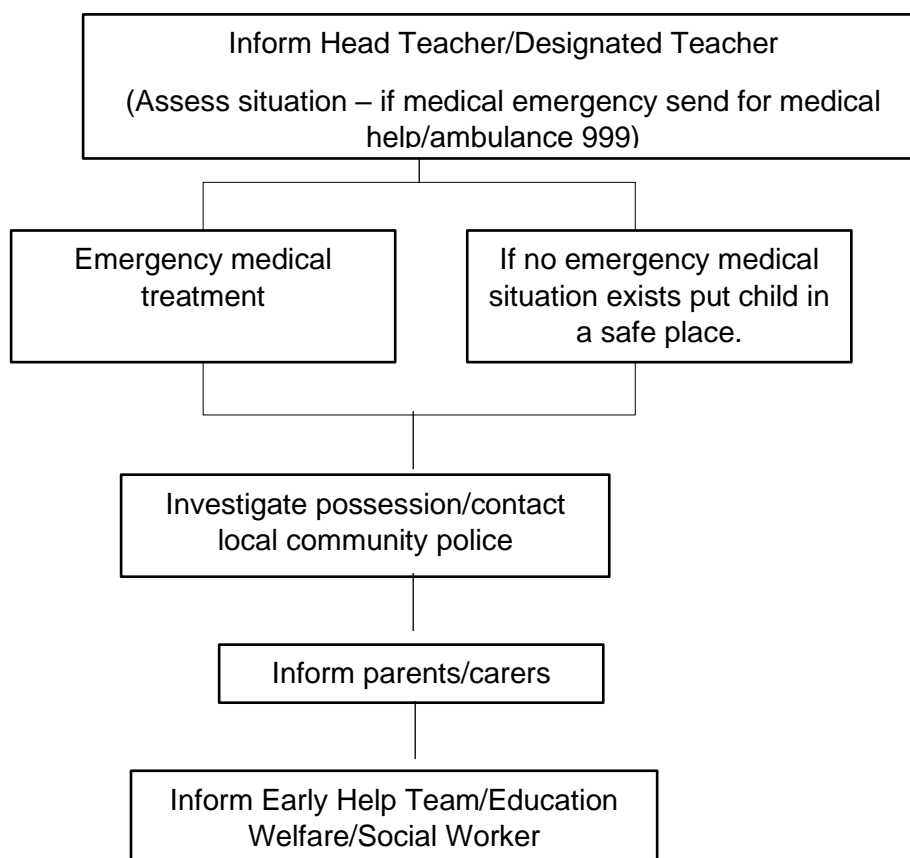 Inform Head Teacher/Designated Teacher
(Assess situation – if medical emergency send for medical
help/ambulance 999)
Emergency medical
treatment
If no emergency medical
situation exists put child in
a safe place.
Investigate possession/contact
local community police
Inform parents/carers
Inform Early Help Team/Education
Welfare/Social Worker